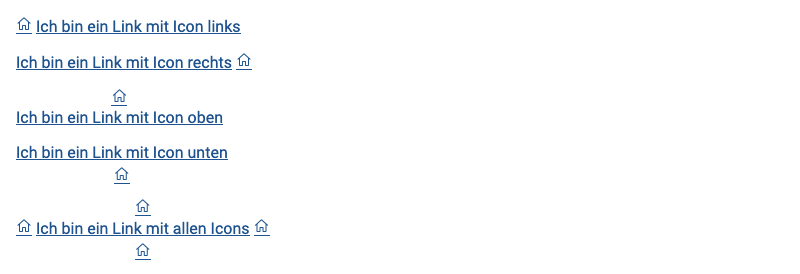 Ich bin ein Link mit Icon links
Ich bin ein Link mit Icon rechts
Ich bin ein Link mit Icon oben
Ich bin ein Link mit Icon unten
Ich bin ein Link mit allen Icons